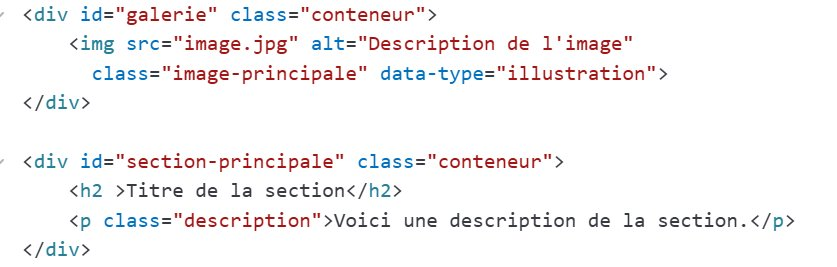 <div id="galerie" class="conteneur">
    <img src="image.jpg" alt="Description de l'image"
      class="image-principale" data-type="illustration">
</div>

<div id="section-principale" class="conteneur">
    <h2 >Titre de la section</h2>
    <p class="description">Voici une description de la section.</p>
</div>